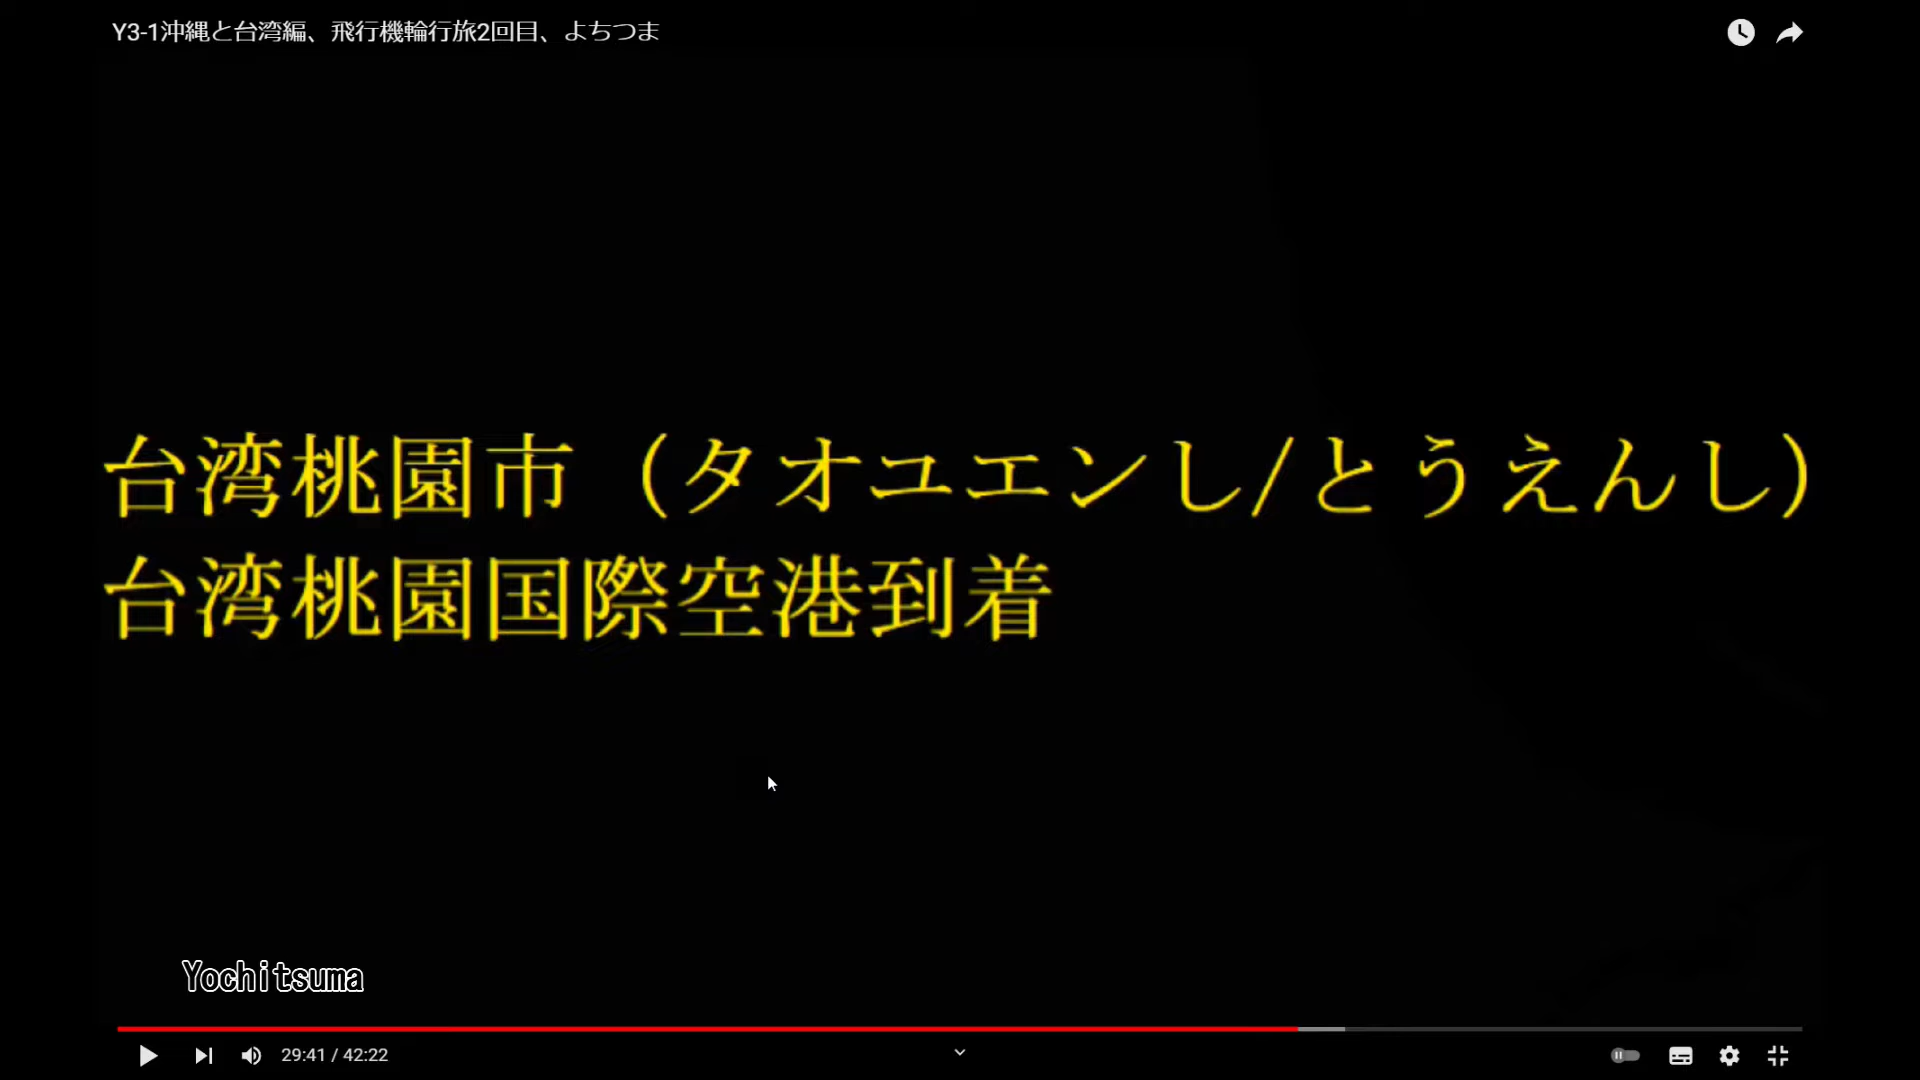 Y3-1沖縄と台湾編、飛行機輪行旅2回目、よちつま
台湾桃園市（タオユエンし/とうえんし）
台湾桃園国際空港到着
Yochitsuma
29:41 / 42:22